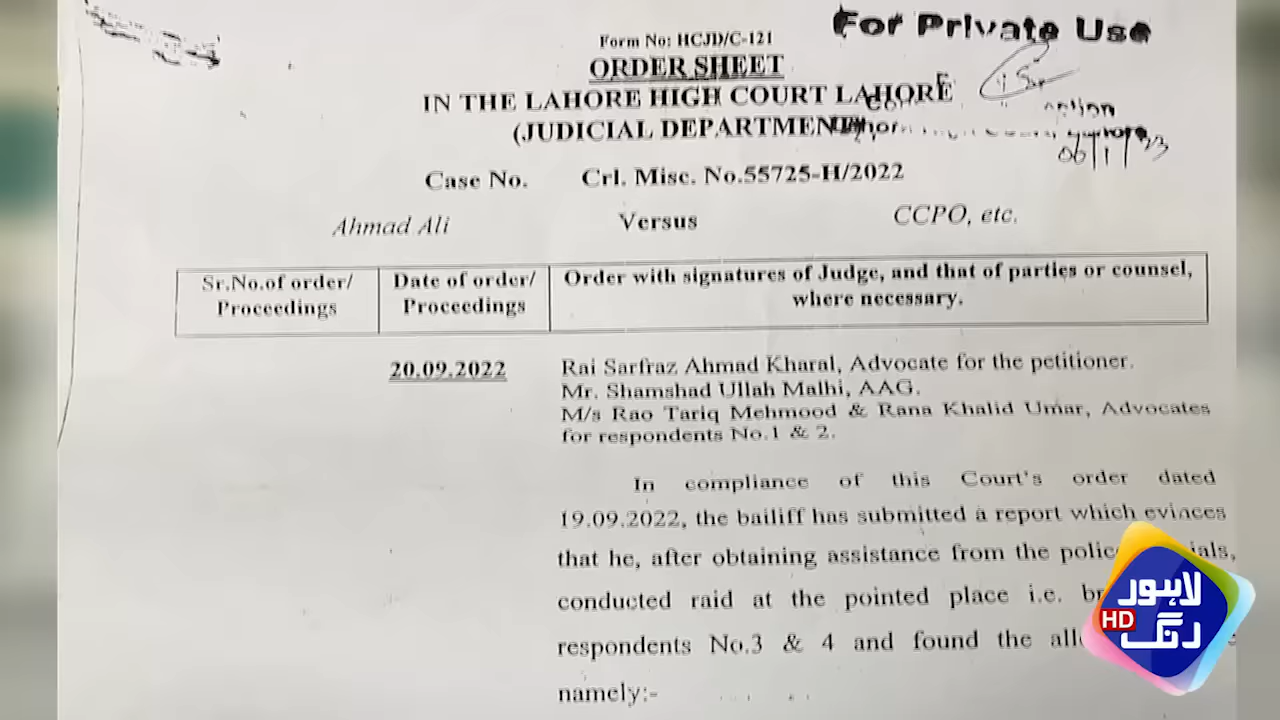 For Private Use
Form No: HCJD/C-121
ORDER SHEET
IN THE LAHORE HIGH COURT LAHORE
(JUDICIAL DEPARTMENT)
06/1/23
Case No. Crl. Misc. No.55725-H/2022
Ahmad Ali Versus CCPO, etc.
Sr.No.of order/ Proceedings
Date of order/ Proceedings
Order with signatures of Judge, and that of parties or counsel, where necessary.
20.09.2022
Rai Sarfraz Ahmad Kharal, Advocate for the petitioner.
Mr. Shamshad Ullah Malhi, AAG.
M/s Rao Tariq Mehmood & Rana Khalid Umar, Advocates
for respondents No.1 & 2.
In compliance of this Court's order dated
19.09.2022, the bailiff has submitted a report which evinces
that he, after obtaining assistance from the
conducted raid at the pointed place i.e.
respondents No.3 & 4 and found the
namely:-
لاہور
HD
رنگ